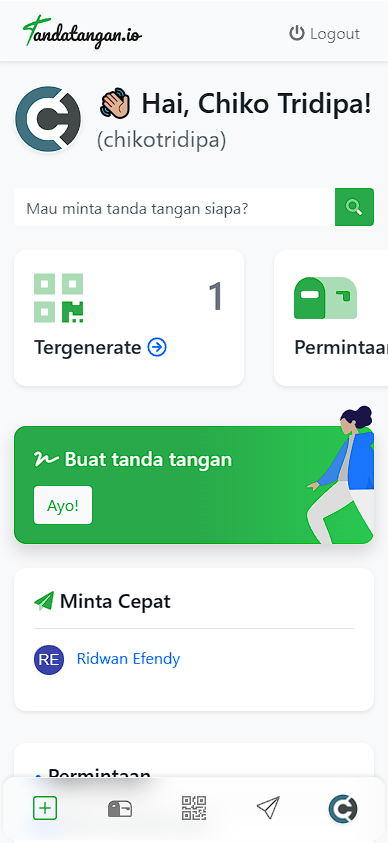 Tandatangan.io
Logout
Hai, Chiko Tridipa!
(chikotridipa)
Mau minta tanda tangan siapa?
1
Tergenerate
Permintaan
Buat tanda tangan
Ayo!
Minta Cepat
RE
Ridwan Efendy
Permintaan